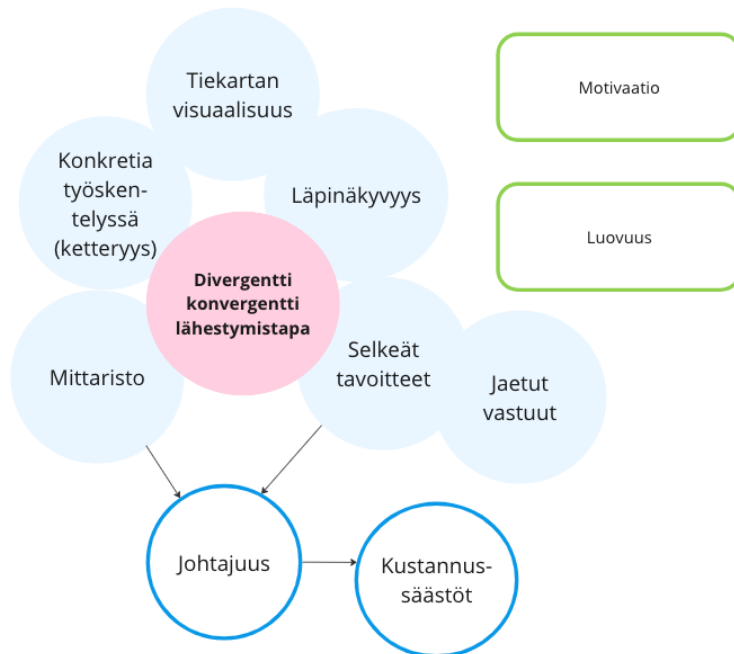 Tiekartan
visuaalisuus
Motivaatio
Konkretia
työsken-
telyssä
(ketteryys)
Läpinäkyvyys
Luovuus
Divergentti
konvergentti
lähestymistapa
Mittaristo
Selkeät
tavoitteet
Jaetut
vastuut
Johtajuus
Kustannus-
säästöt